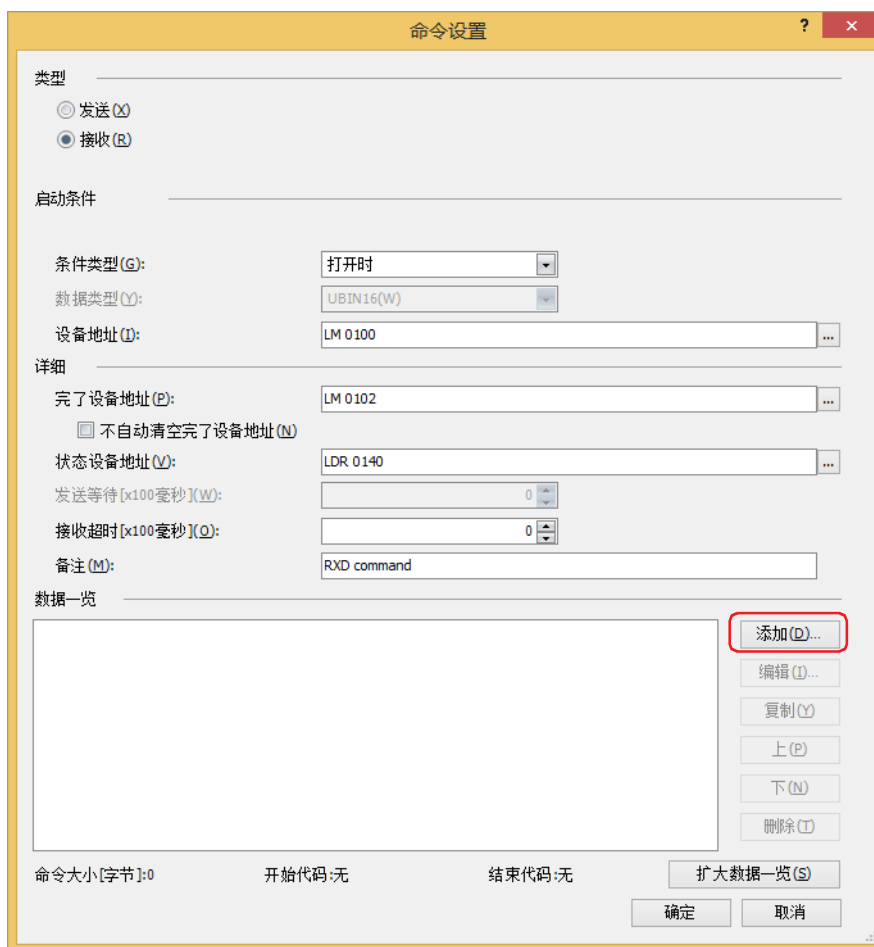 命令设置
?
×
类型
发送(X)
接收(R)
启动条件
条件类型(G): 打开时
数据类型(Y): UBIN16(W)
设备地址(I): LM 0100 ...
详细
完了设备地址(P): LM 0102 ...
不自动清空完了设备地址(N)
状态设备地址(V): LDR 0140 ...
发送等待[x100毫秒](W): 0
接收超时[x100毫秒](O): 0
备注(M): RXD command
数据一览
添加(D)...
编辑(I)...
复制(Y)
上(P)
下(N)
删除(T)
命令大小[字节]:0 开始代码:无 结束代码:无 扩大数据一览(S)
确定 取消